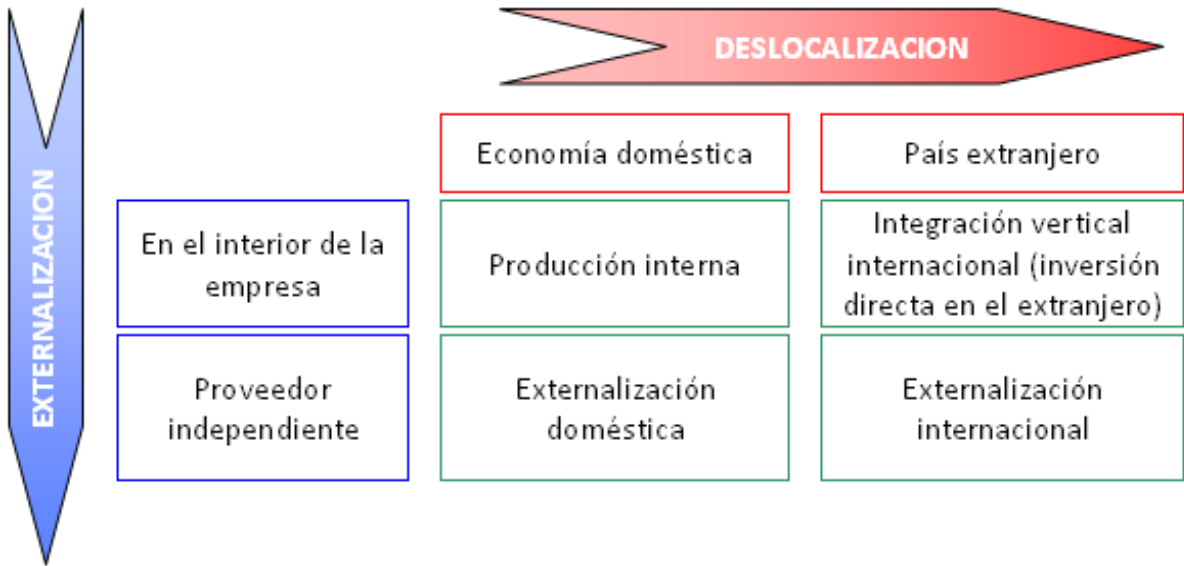 DESLOCALIZACION
EXTERNALIZACION
Economía doméstica
País extranjero
En el interior de la
empresa
Producción interna
Integración vertical
internacional (inversión
directa en el extranjero)
Proveedor
independiente
Externalización
doméstica
Externalización
internacional